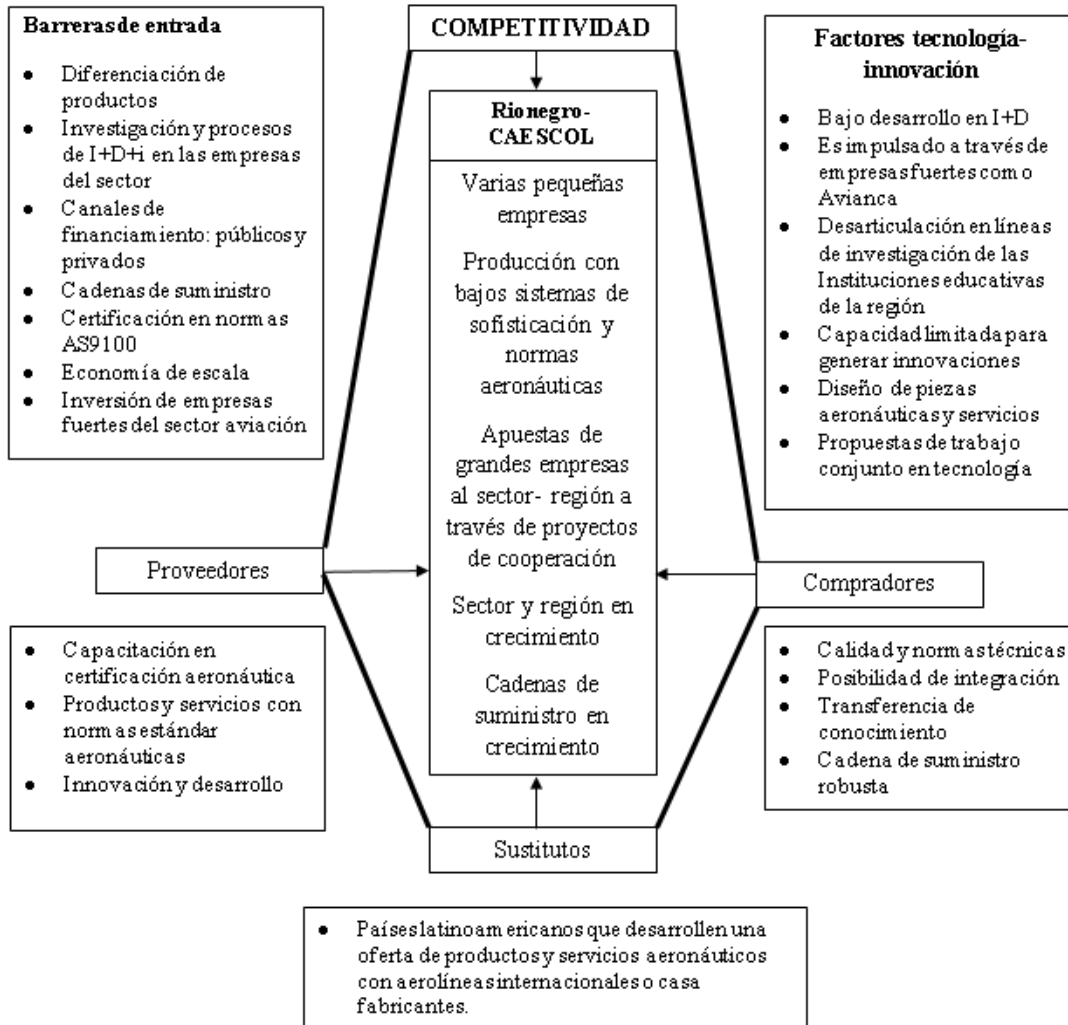 Barreras de entrada
● Diferenciación de
productos
● Investigación y procesos
de I+D+i en las empresas
del sector
● Canales de
financiamiento: públicos y
privados
● Cadenas de suministro
● Certificación en normas
AS9100
● Economía de escala
● Inversión de empresas
fuertes del sector aviación
COMPETITIVIDAD
Rionegro-
CAESCOL
Varias pequeñas
empresas
Producción con
bajos sistemas de
sofisticación y
normas
aeronáuticas
Apuestas de
grandes empresas
al sector- región a
través de proyectos
de cooperación
Sector y región en
crecimiento
Cadenas de
suministro en
crecimiento
Factores tecnología-
innovación
● Bajo desarrollo en I+D
● Es impulsado a través de
empresas fuertes como
Avianca
● Desarticulación en líneas
de investigación de las
Instituciones educativas
de la región
● Capacidad limitada para
generar innovaciones
● Diseño de piezas
aeronáuticas y servicios
● Propuestas de trabajo
conjunto en tecnología
Proveedores
● Capacitación en
certificación aeronáutica
● Productos y servicios con
normas estándar
aeronáuticas
● Innovación y desarrollo
Compradores
● Calidad y normas técnicas
● Posibilidad de integración
● Transferencia de
conocimiento
● Cadena de suministro
robusta
Sustitutos
● Países latinoamericanos que desarrollen una
oferta de productos y servicios aeronáuticos
con aerolíneas internacionales o casa
fabricantes.